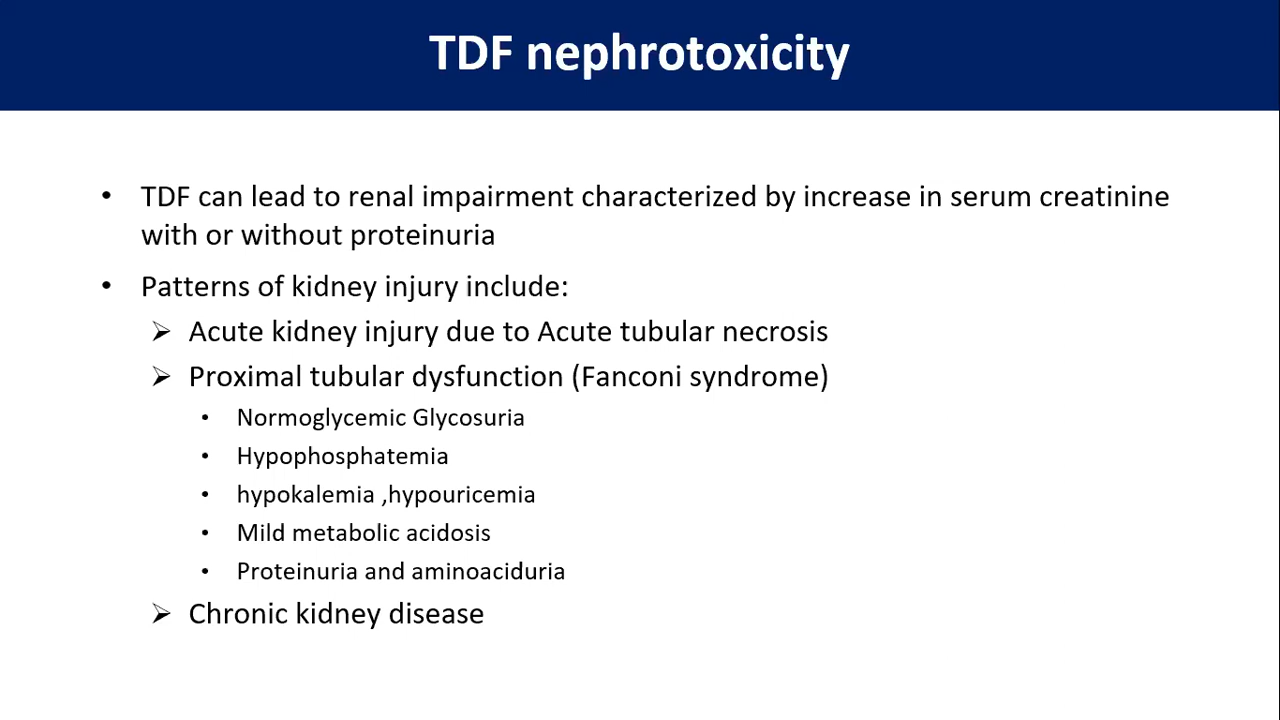 TDF nephrotoxicity
• TDF can lead to renal impairment characterized by increase in serum creatinine
with or without proteinuria
• Patterns of kidney injury include:
➢ Acute kidney injury due to Acute tubular necrosis
➢ Proximal tubular dysfunction (Fanconi syndrome)
• Normoglycemic Glycosuria
• Hypophosphatemia
• hypokalemia ,hypouricemia
• Mild metabolic acidosis
• Proteinuria and aminoaciduria
➢ Chronic kidney disease